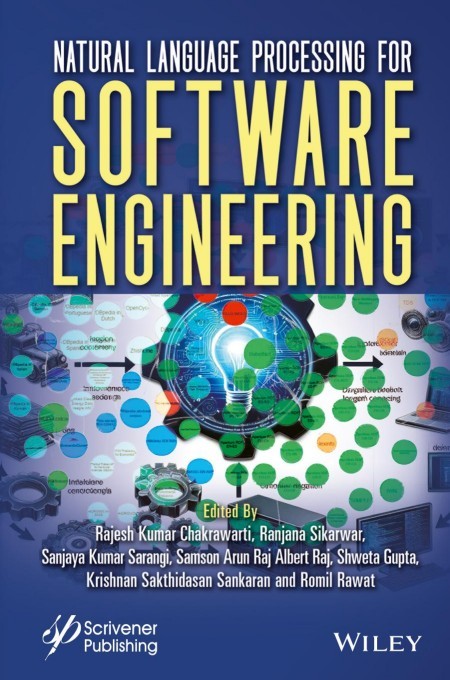 NATURAL LANGUAGE PROCESSING FOR
SOFTWARE
ENGINEERING
Edited By
Rajesh Kumar Chakrawarti, Ranjana Sikarwar,
Sanjaya Kumar Sarangi, Samson Arun Raj Albert Raj, Shweta Gupta,
Krishnan Sakthidasan Sankaran and Romil Rawat
Scrivener
Publishing
WILEY